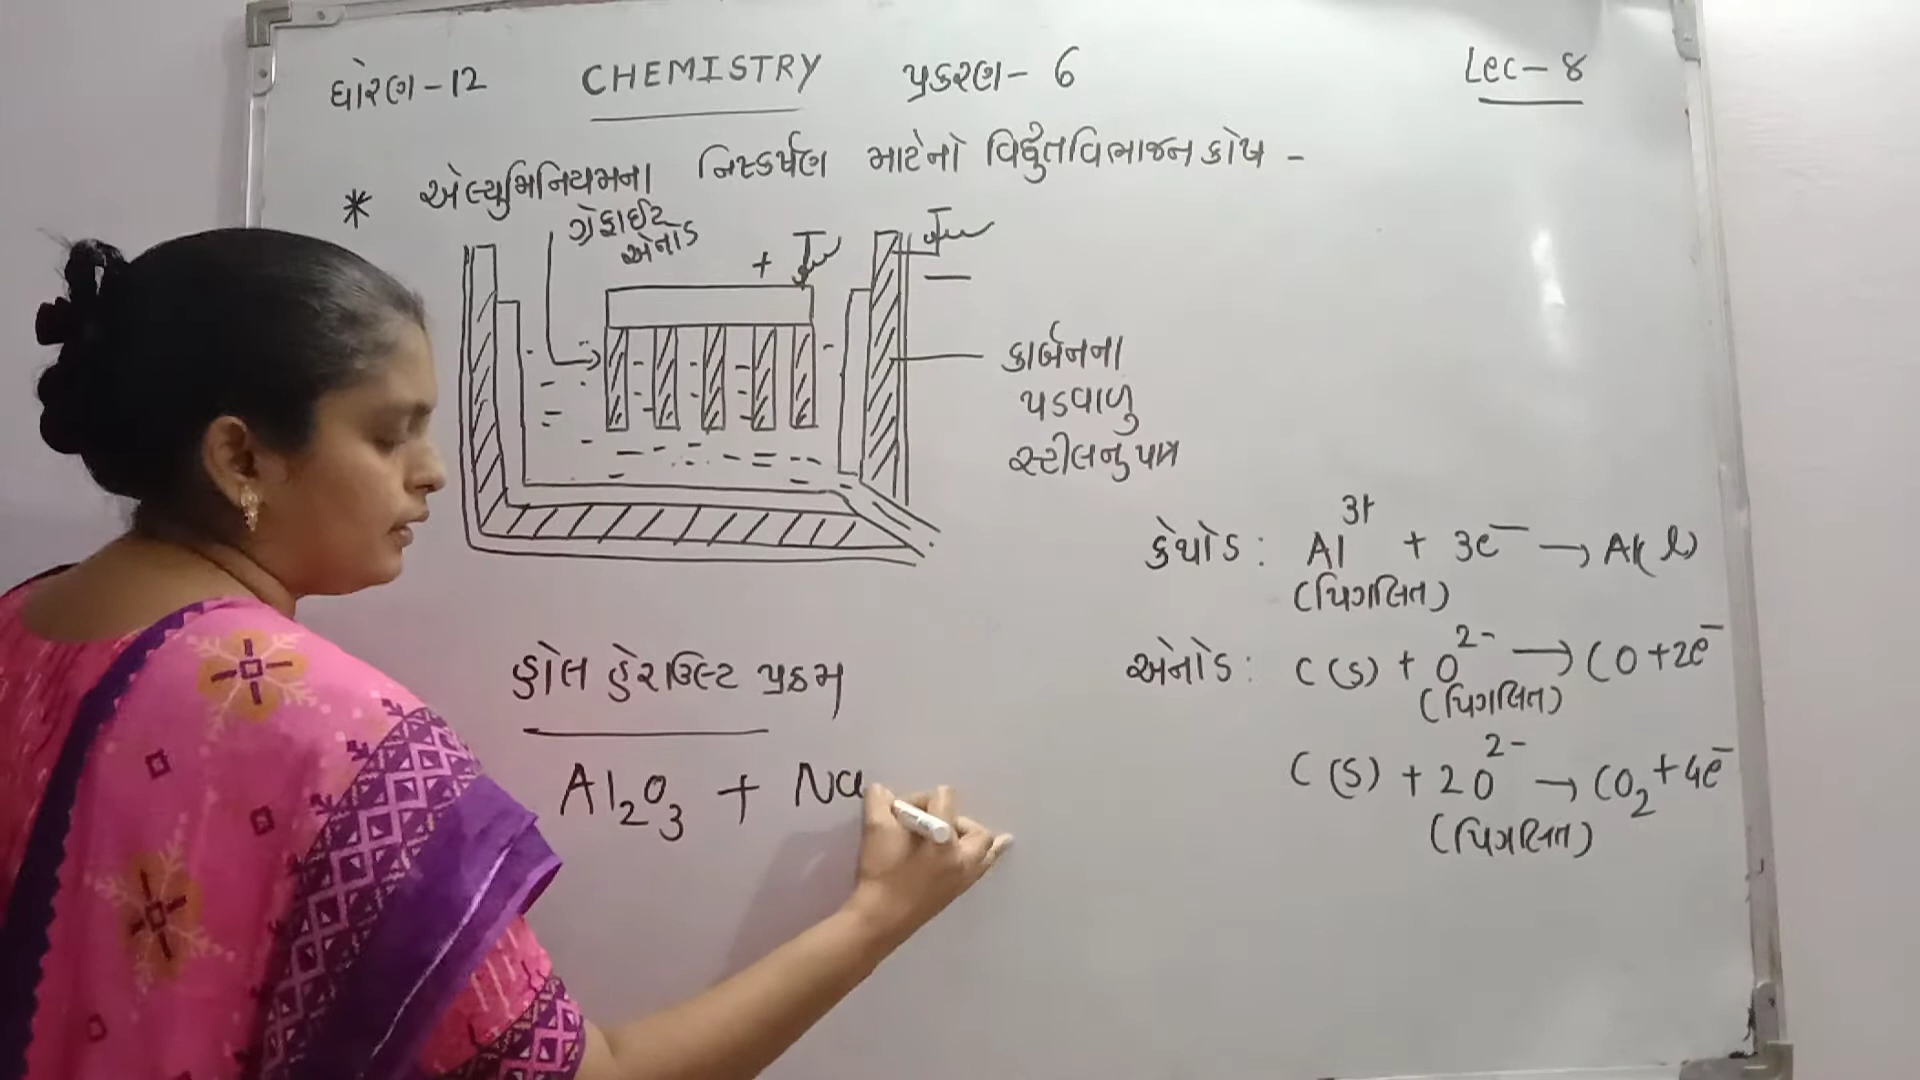 ધોરણ-12 CHEMISTRY પ્રકરણ- 6 Lec-8
* એલ્યુમિનિયમના નિષ્કર્ષણ માટેનો વિદ્યુતવિભાજન કોષ -
ગ્રેફાઈટ
એનોડ
+
-
કાર્બનના
પડવાળુ
સ્ટીલનુ પાત્ર
કેથોડ : Al³⁺ + 3e⁻ → Al(l)
(પિગલિત)
એનોડ : C(s) + O²⁻ → CO+2e⁻
(પિગલિત)
C(s) + 2O²⁻ → CO₂+4e⁻
(પિગલિત)
હોલ હેરાઉલ્ટ પ્રક્રમ
Al₂O₃ + Na